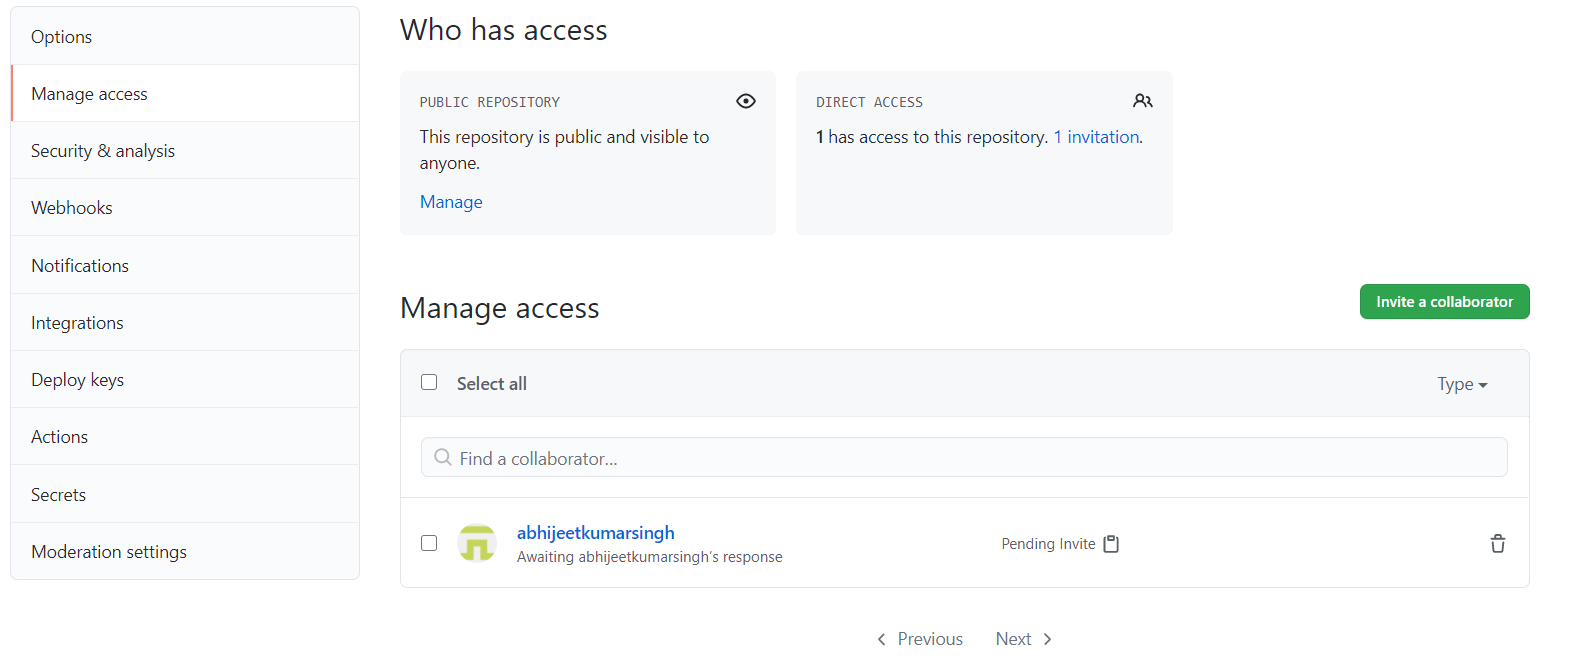 Options
Manage access
Security & analysis
Webhooks
Notifications
Integrations
Deploy keys
Actions
Secrets
Moderation settings
Who has access
PUBLIC REPOSITORY
This repository is public and visible to
anyone.
Manage
DIRECT ACCESS
1 has access to this repository. 1 invitation.
Manage access
Invite a collaborator
Select all
Type
Find a collaborator...
abhijeetkumarsingh
Awaiting abhijeetkumarsingh's response
Pending Invite
Previous
Next